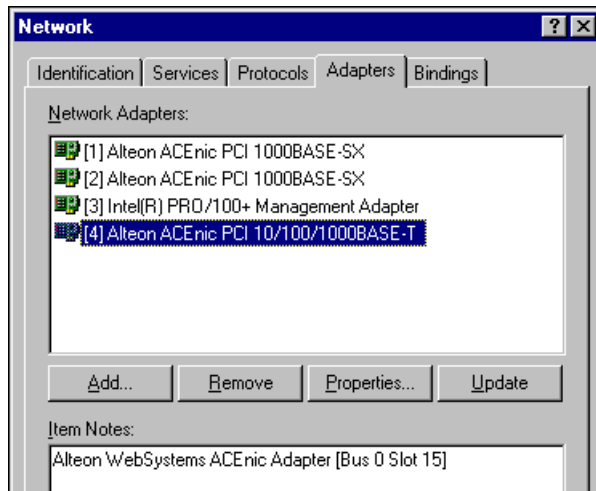 Network
Identification Services Protocols Adapters Bindings
Network Adapters:
[1] Alteon ACEnic PCI 1000BASE-SX
[2] Alteon ACEnic PCI 1000BASE-SX
[3] Intel(R) PRO/100+ Management Adapter
[4] Alteon ACEnic PCI 10/100/1000BASE-T
Add... Remove Properties... Update
Item Notes:
Alteon WebSystems ACEnic Adapter [Bus 0 Slot 15]